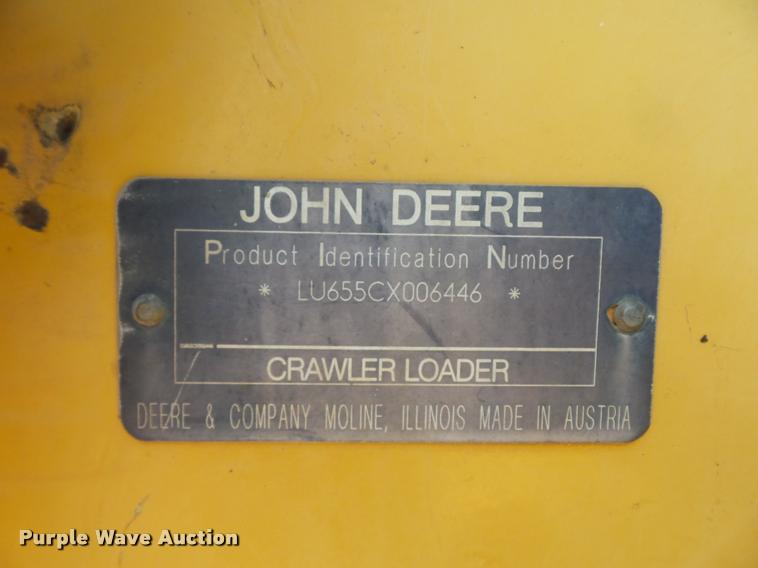 JOHN DEERE
Product Identification Number
* LU655CX006446 *
CRAWLER LOADER
DEERE & COMPANY MOLINE, ILLINOIS MADE IN AUSTRIA
Purple Wave Auction